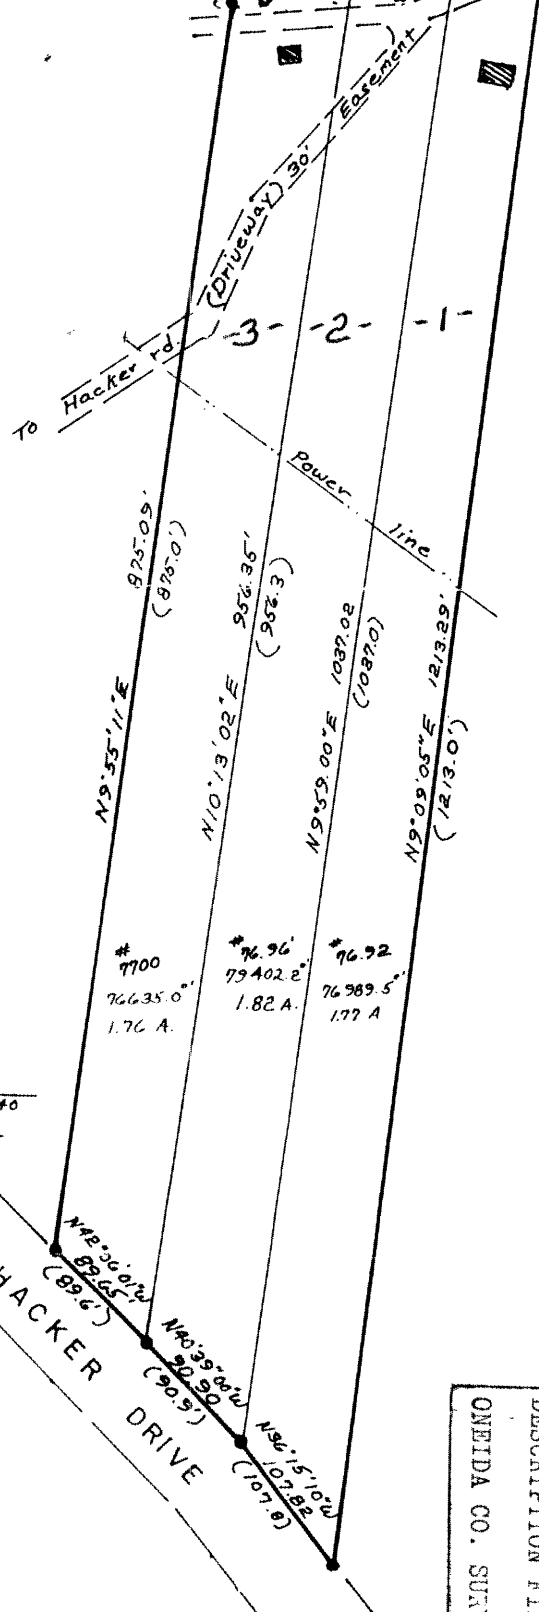 Easement
30'
(Driveway)
To Hacker rd.
-3- -2- -1-
Power line
875.09'
(875.0')
N9°55'11"E
956.35'
(956.3)
N10°13'02"E
1037.02
(1037.0)
N9°59.00"E
1213.29'
(1213.0')
N9°09'05"E
#
7700
76635.0"
1.76 A.
#76.96'
79402.2"
1.82 A.
#76.92
76989.5"
1.77 A
40
N42°36'01"W
89.65'
(89.6')
N40°39'00"W
90.90
(90.9')
N36°15'10"W
107.82
(107.8)
HACKER DRIVE
DESCRIPTION
ONEIDA CO. SUR